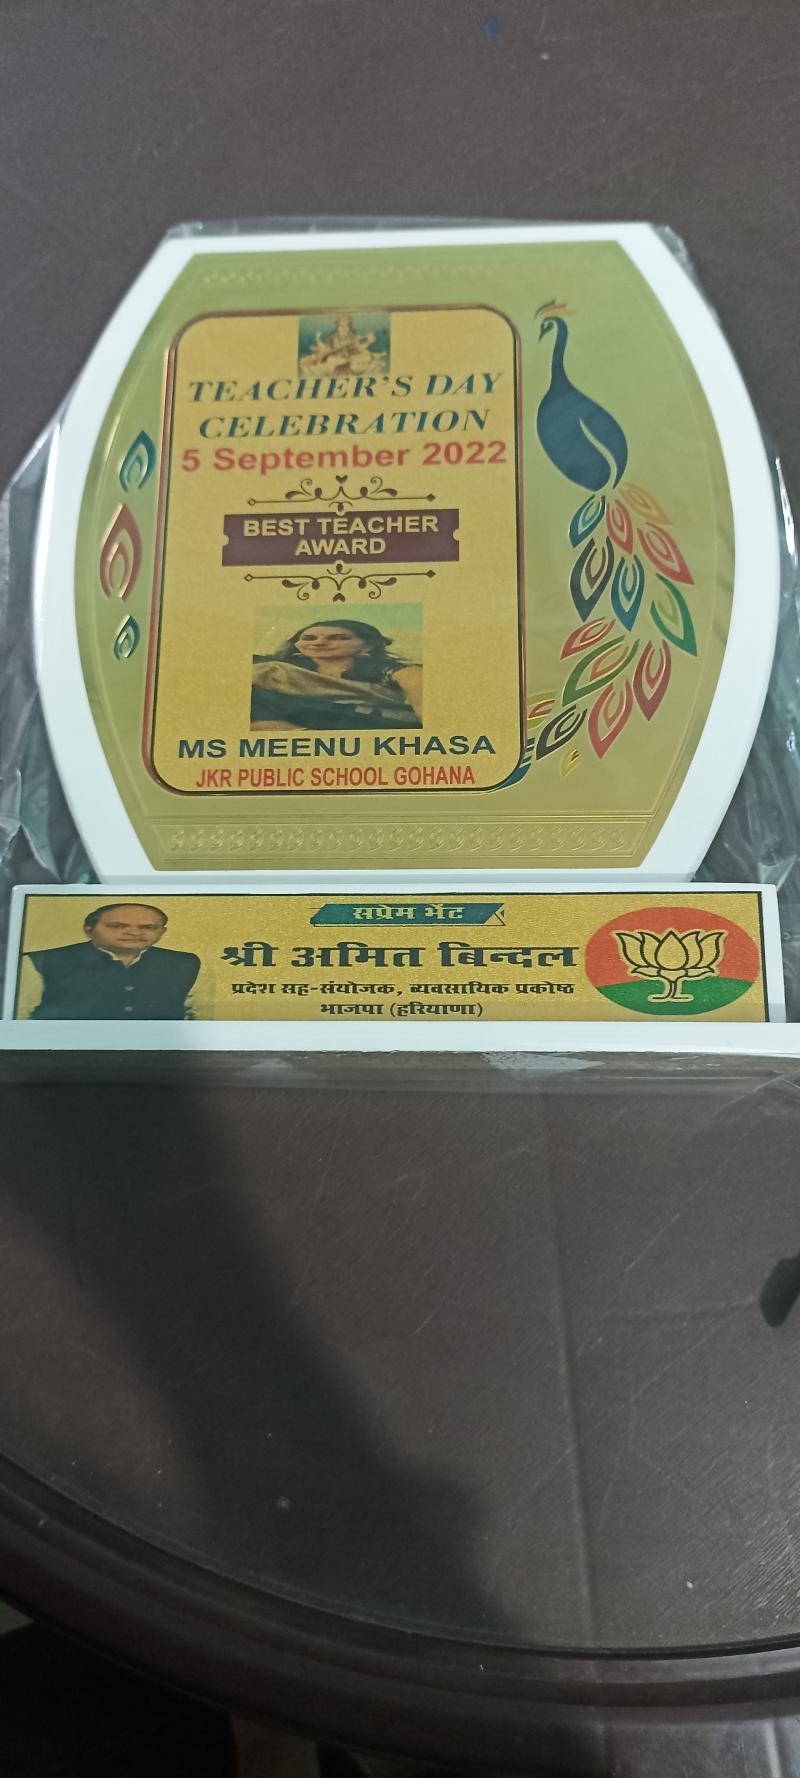 TEACHER'S DAY
CELEBRATION
5 September 2022
BEST TEACHER
AWARD
MS MEENU KHASA
JKR PUBLIC SCHOOL GOHANA
सप्रेम भेंट
श्री अमित बिन्दल
प्रदेश सह-संयोजक, व्यवसायिक प्रकोष्ठ
भाजपा (हरियाणा)